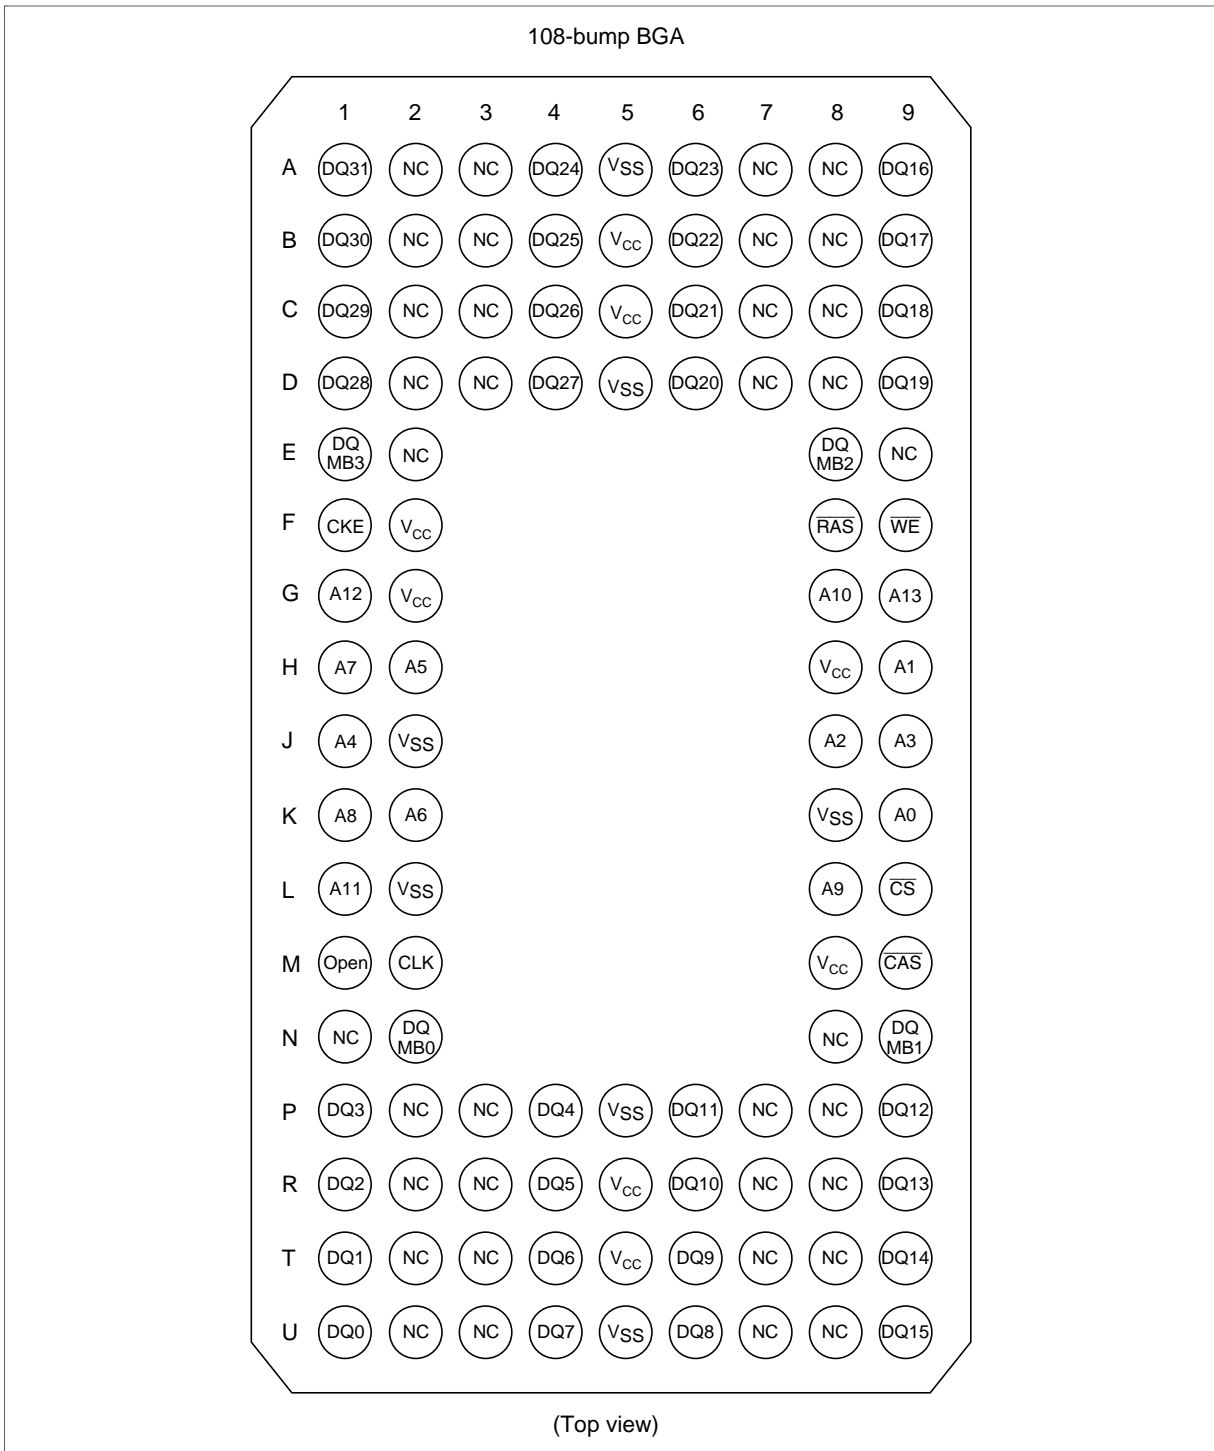 108-bump BGA
1 2 3 4 5 6 7 8 9
A DQ31 NC NC DQ24 VSS DQ23 NC NC DQ16
B DQ30 NC NC DQ25 VCC DQ22 NC NC DQ17
C DQ29 NC NC DQ26 VCC DQ21 NC NC DQ18
D DQ28 NC NC DQ27 VSS DQ20 NC NC DQ19
E DQ MB3 NC DQ MB2 NC
F CKE VCC R̅A̅S̅ W̅E̅
G A12 VCC A10 A13
H A7 A5 VCC A1
J A4 VSS A2 A3
K A8 A6 VSS A0
L A11 VSS A9 C̅S̅
M Open CLK VCC C̅A̅S̅
N NC DQ MB0 NC DQ MB1
P DQ3 NC NC DQ4 VSS DQ11 NC NC DQ12
R DQ2 NC NC DQ5 VCC DQ10 NC NC DQ13
T DQ1 NC NC DQ6 VCC DQ9 NC NC DQ14
U DQ0 NC NC DQ7 VSS DQ8 NC NC DQ15
(Top view)